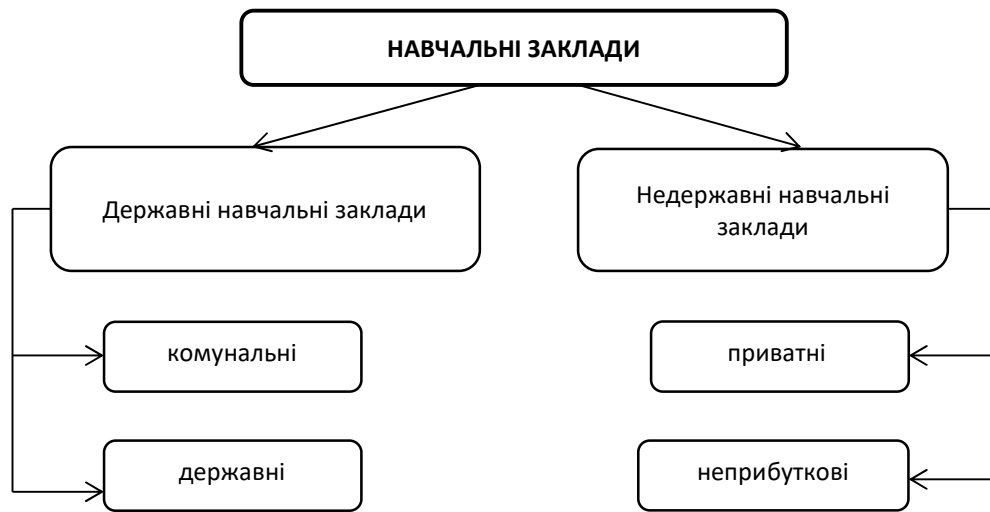 НАВЧАЛЬНІ ЗАКЛАДИ
Державні навчальні заклади
Недержавні навчальні
заклади
комунальні
приватні
державні
неприбуткові